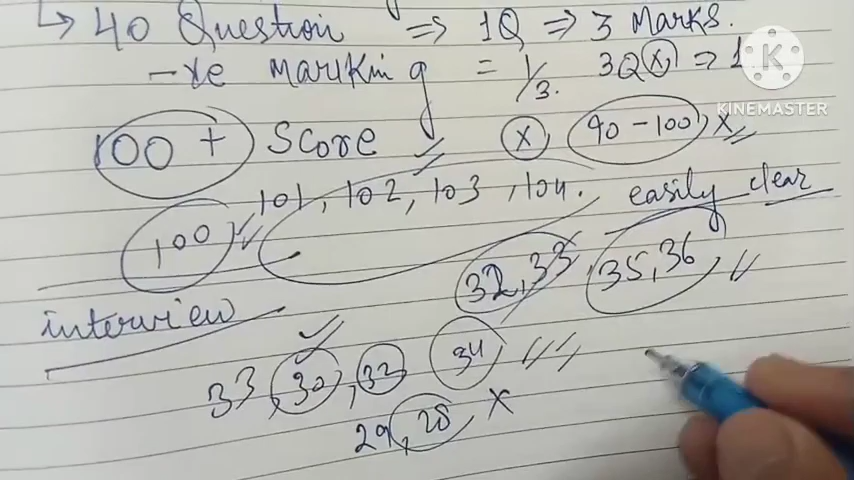 ↳ 40 Question ⇒ 1Q ⇒ 3 Marks.
-ve marking = 1/3. 3Q(x) ⇒ 1
K
KINEMASTER
100 + Score (x) 90 - 100, x
101, 102, 103, 104.
easily clear
100
32, 33 35, 36
interview
33, 30, 32 34
29, 28 x